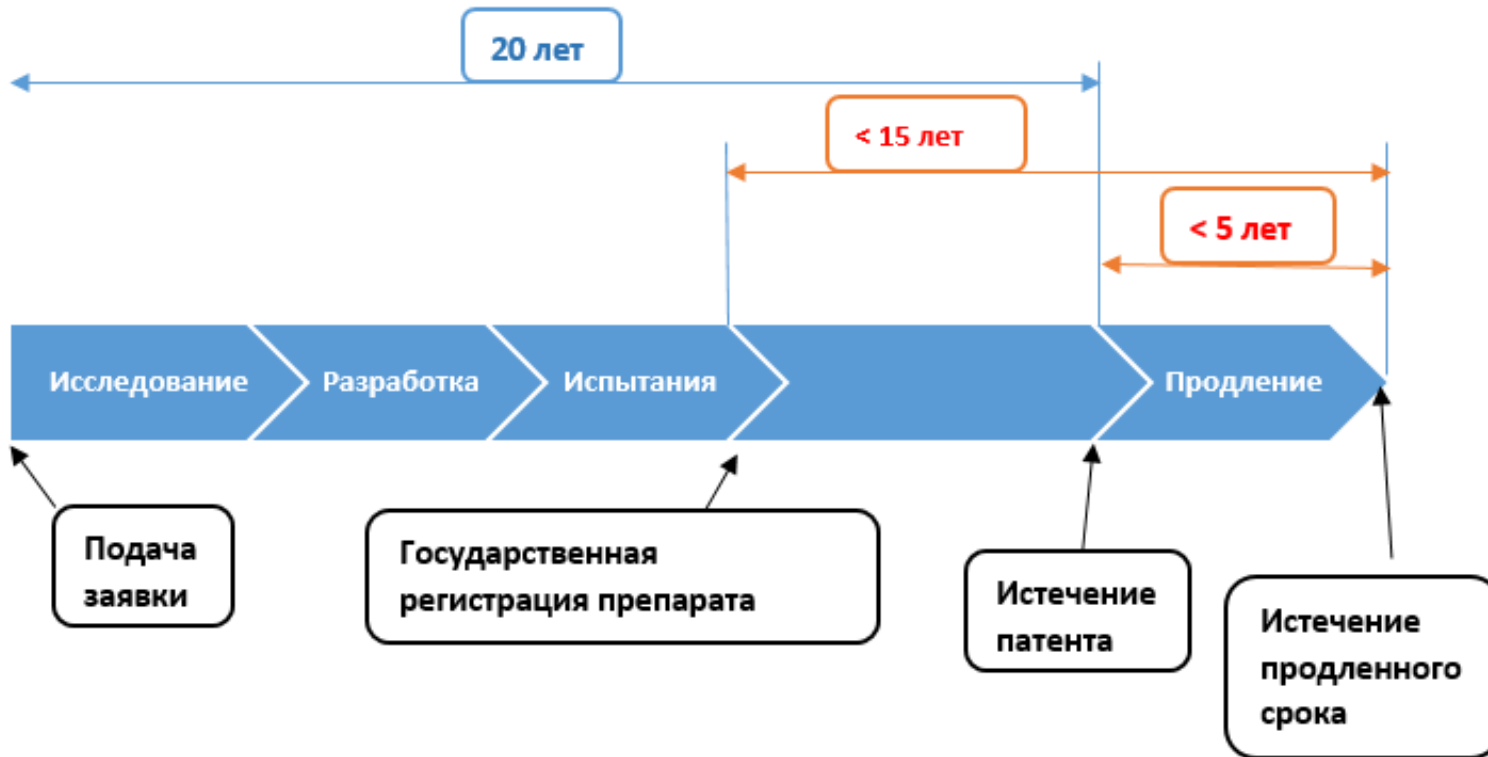 20 лет
< 15 лет
< 5 лет
Исследование
Разработка
Испытания
Продление
Подача
заявки
Государственная
регистрация препарата
Истечение
патента
Истечение
продленного
срока